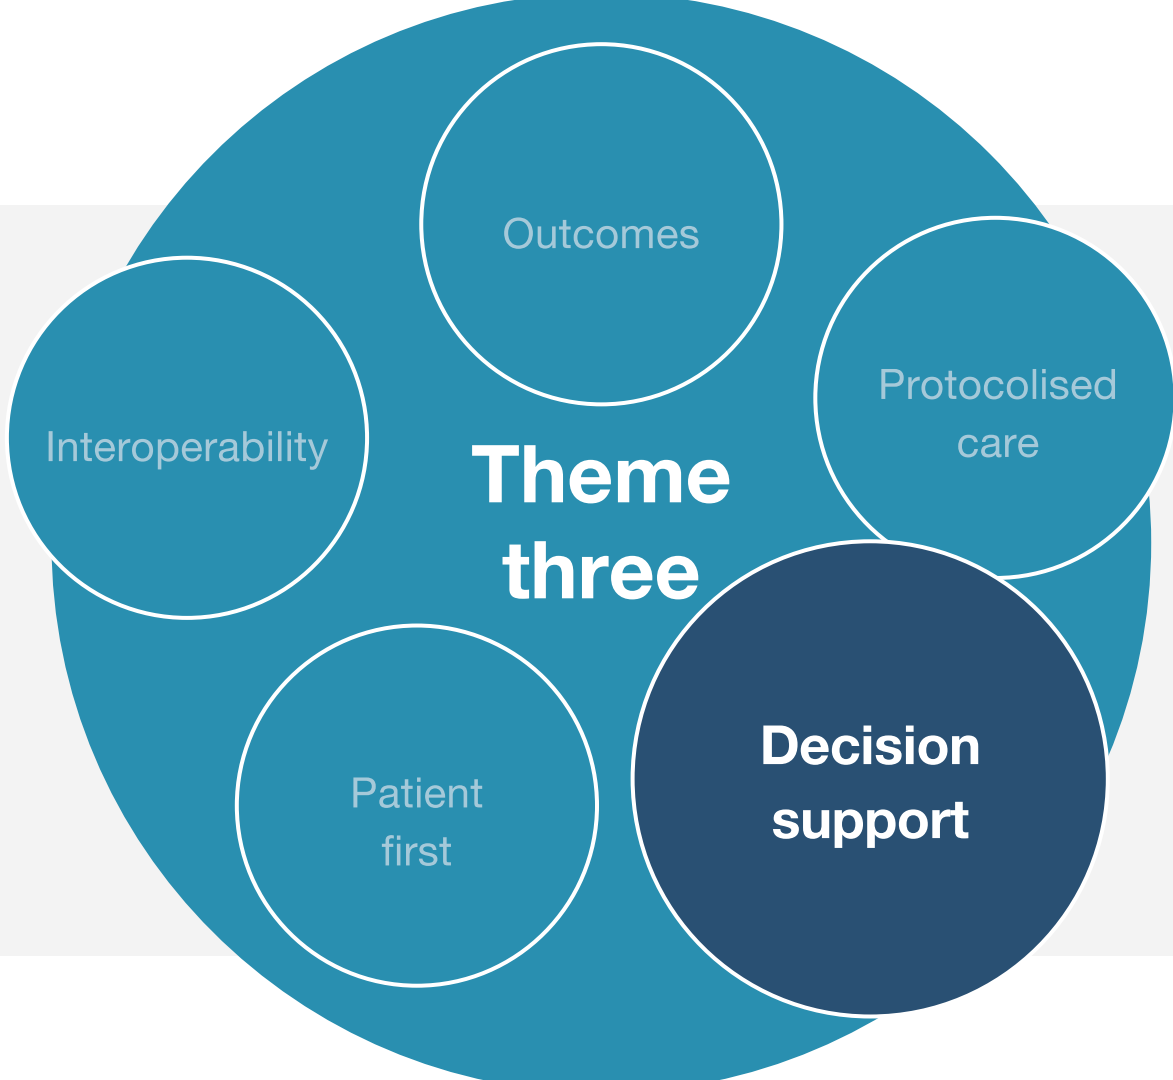 Outcomes
Protocolised
care
Interoperability
Theme
three
Decision
support
Patient
first